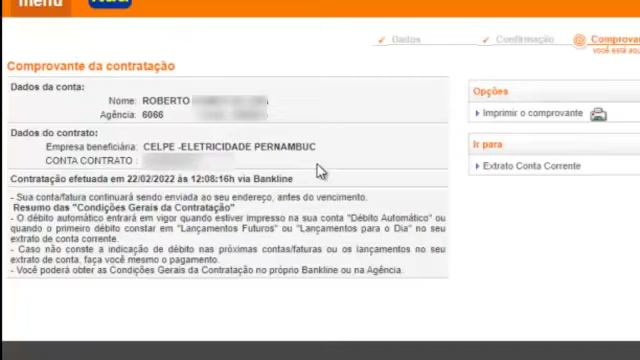 menu
Itaú
Dados
Confirmação
Comprovan
você está aqu
Comprovante da contratação
Dados da conta:
Nome: ROBERTO
Agência: 6066
Dados do contrato:
Empresa beneficiária: CELPE -ELETRICIDADE PERNAMBUC
CONTA CONTRATO :
Contratação efetuada em 22/02/2022 às 12:08:16h via Bankline
- Sua conta/fatura continuará sendo enviada ao seu endereço, antes do vencimento.
Resumo das "Condições Gerais da Contratação"
- O débito automático entrará em vigor quando estiver impresso na sua conta "Débito Automático" ou
quando o primeiro débito constar em "Lançamentos Futuros" ou "Lançamentos para o Dia" no seu
extrato de conta corrente.
- Caso não conste a indicação de débito nas próximas contas/faturas ou os lançamentos no seu
extrato de conta, faça você mesmo o pagamento.
- Você poderá obter as Condições Gerais da Contratação no próprio Bankline ou na Agência.
Opções
Imprimir o comprovante
Ir para
Extrato Conta Corrente